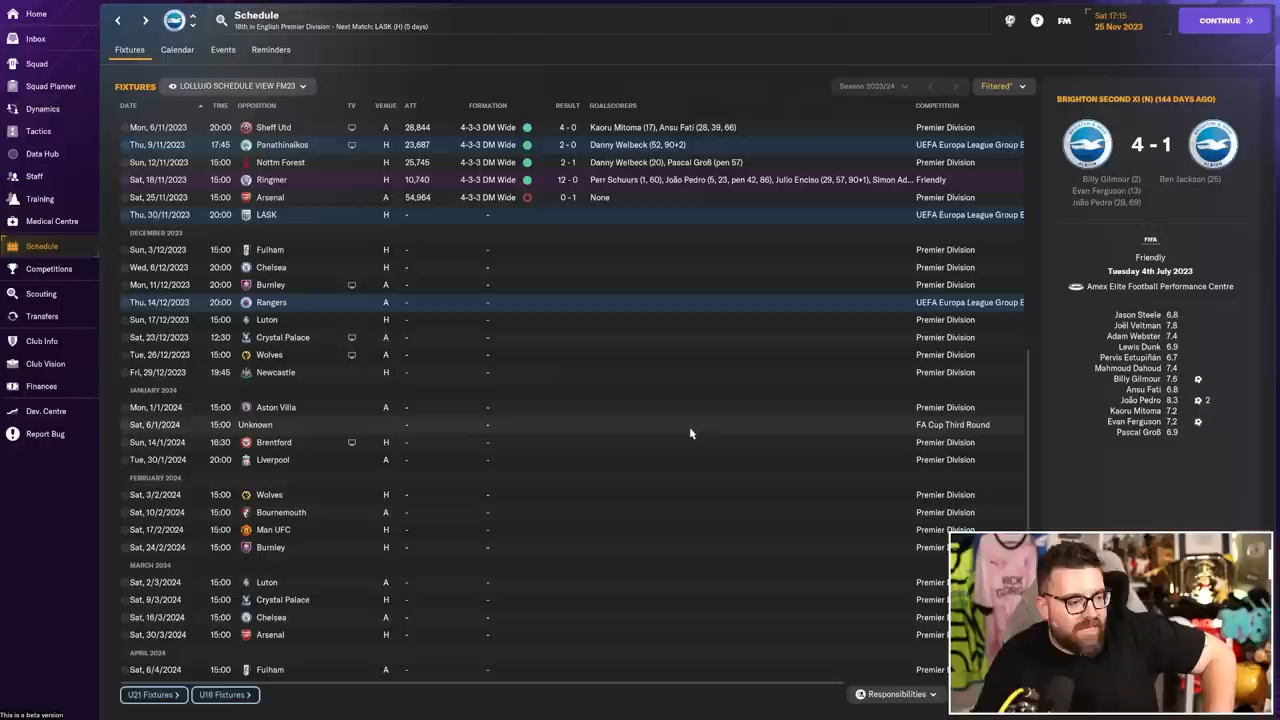 Home
Inbox
Squad
Squad Planner
Dynamics
Tactics
Data Hub
Staff
Training
Medical Centre
Schedule
Competitions
Scouting
Transfers
Club Info
Club Vision
Finances
Dev. Centre
Report Bug
This is a beta version
Schedule
18th in English Premier Division - Next Match: LASK (H) (5 days)
FM
Sat 17:15
25 Nov 2023
CONTINUE
Fixtures Calendar Events Reminders
FIXTURES LOLLUJO SCHEDULE VIEW FM23 Season 2023/24 Filtered*
DATE TIME OPPOSITION TV VENUE ATT FORMATION RESULT GOALSCORERS COMPETITION
Mon, 6/11/2023 20:00 Sheff Utd A 28,844 4-3-3 DM Wide 4 - 0 Kaoru Mitoma (17), Ansu Fati (28, 39, 66) Premier Division
Thu, 9/11/2023 17:45 Panathinaikos H 23,687 4-3-3 DM Wide 2 - 0 Danny Welbeck (52, 90+2) UEFA Europa League Group E
Sun, 12/11/2023 15:00 Nottm Forest H 25,745 4-3-3 DM Wide 2 - 1 Danny Welbeck (20), Pascal Groß (pen 57) Premier Division
Sat, 18/11/2023 15:00 Ringmer A 10,740 4-3-3 DM Wide 12 - 0 Perr Schuurs (1, 60), João Pedro (5, 23, pen 42, 86), Julio Enciso (29, 57, 90+1), Simon Ad... Friendly
Sat, 25/11/2023 15:00 Arsenal A 54,964 4-3-3 DM Wide 0 - 1 None Premier Division
Thu, 30/11/2023 20:00 LASK H - - UEFA Europa League Group E
DECEMBER 2023
Sun, 3/12/2023 15:00 Fulham H - - Premier Division
Wed, 6/12/2023 20:00 Chelsea H - - Premier Division
Mon, 11/12/2023 20:00 Burnley A - - Premier Division
Thu, 14/12/2023 20:00 Rangers A - - UEFA Europa League Group E
Sun, 17/12/2023 15:00 Luton H - - Premier Division
Sat, 23/12/2023 12:30 Crystal Palace A - - Premier Division
Tue, 26/12/2023 15:00 Wolves A - - Premier Division
Fri, 29/12/2023 19:45 Newcastle H - - Premier Division
JANUARY 2024
Mon, 1/1/2024 15:00 Aston Villa A - - Premier Division
Sat, 6/1/2024 15:00 Unknown - - FA Cup Third Round
Sun, 14/1/2024 16:30 Brentford H - - Premier Division
Tue, 30/1/2024 20:00 Liverpool A - - Premier Division
FEBRUARY 2024
Sat, 3/2/2024 15:00 Wolves H - - Premier Division
Sat, 10/2/2024 15:00 Bournemouth A - - Premier Division
Sat, 17/2/2024 15:00 Man UFC H - - Premier Division
Sat, 24/2/2024 15:00 Burnley H - - Premier
MARCH 2024
Sat, 2/3/2024 15:00 Luton A - - Premier
Sat, 9/3/2024 15:00 Crystal Palace H - - Premier
Sat, 16/3/2024 15:00 Chelsea A - - Premier
Sat, 30/3/2024 15:00 Arsenal H - - Premier
APRIL 2024
Sat, 6/4/2024 15:00 Fulham A - - Premier
U21 Fixtures > U18 Fixtures > Responsibilities
BRIGHTON SECOND XI (N) (144 DAYS AGO)
4 - 1
Billy Gilmour (2) Ben Jackson (25)
Evan Ferguson (13)
João Pedro (28, 69)
FIFA
Friendly
Tuesday 4th July 2023
Amex Elite Football Performance Centre
Jason Steele 6.8
Joël Veltman 7.8
Adam Webster 7.4
Lewis Dunk 6.9
Pervis Estupiñán 6.7
Mahmoud Dahoud 7.4
Billy Gilmour 7.6
Ansu Fati 6.8
João Pedro 8.3 2
Kaoru Mitoma 7.2
Evan Ferguson 7.2
Pascal Groß 6.9